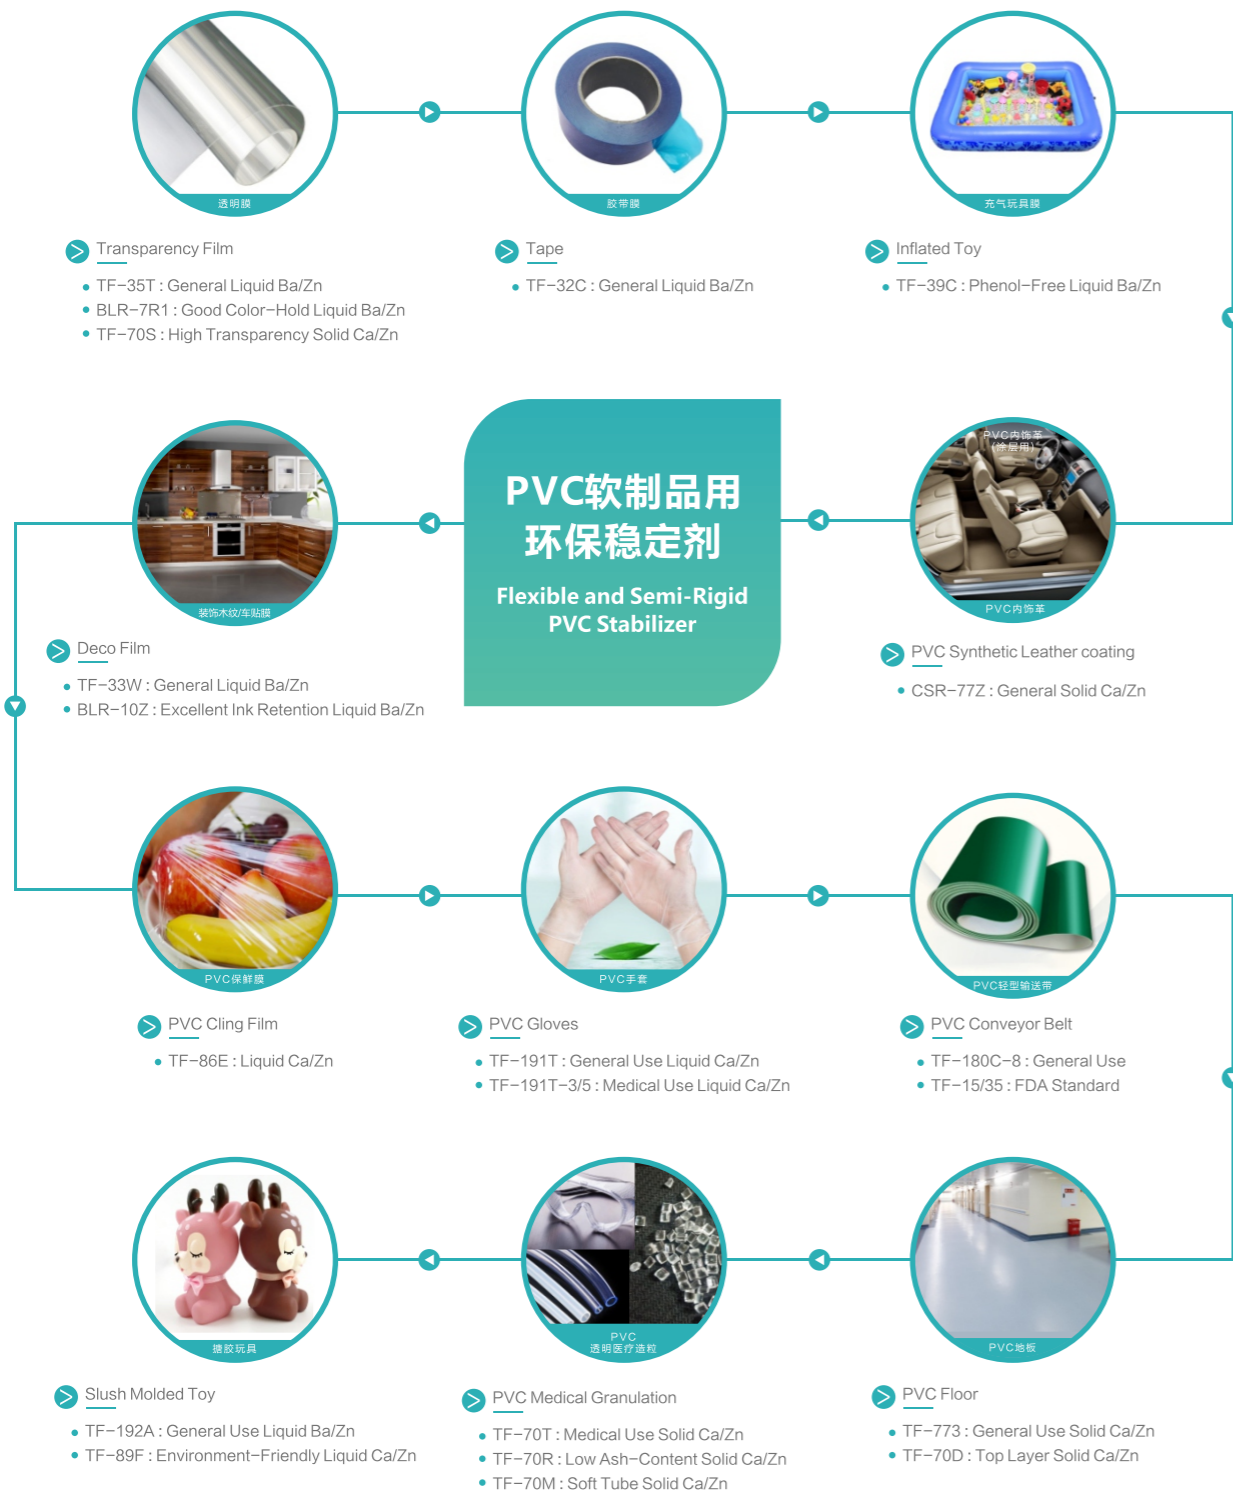 透明膜
胶带膜
充气玩具膜
Transparency Film
TF-35T : General Liquid Ba/Zn
BLR-7R1 : Good Color-Hold Liquid Ba/Zn
TF-70S : High Transparency Solid Ca/Zn
Tape
TF-32C : General Liquid Ba/Zn
Inflated Toy
TF-39C : Phenol-Free Liquid Ba/Zn
装饰木纹/车贴膜
PVC软制品用
环保稳定剂
Flexible and Semi-Rigid
PVC Stabilizer
PVC内饰革
(涂层用)
PVC内饰革
Deco Film
TF-33W : General Liquid Ba/Zn
BLR-10Z : Excellent Ink Retention Liquid Ba/Zn
PVC Synthetic Leather coating
CSR-77Z : General Solid Ca/Zn
PVC保鲜膜
PVC手套
PVC轻型输送带
PVC Cling Film
TF-86E : Liquid Ca/Zn
PVC Gloves
TF-191T : General Use Liquid Ca/Zn
TF-191T-3/5 : Medical Use Liquid Ca/Zn
PVC Conveyor Belt
TF-180C-8 : General Use
TF-15/35 : FDA Standard
搪胶玩具
PVC
透明医疗造粒
PVC地板
Slush Molded Toy
TF-192A : General Use Liquid Ba/Zn
TF-89F : Environment-Friendly Liquid Ca/Zn
PVC Medical Granulation
TF-70T : Medical Use Solid Ca/Zn
TF-70R : Low Ash-Content Solid Ca/Zn
TF-70M : Soft Tube Solid Ca/Zn
PVC Floor
TF-773 : General Use Solid Ca/Zn
TF-70D : Top Layer Solid Ca/Zn